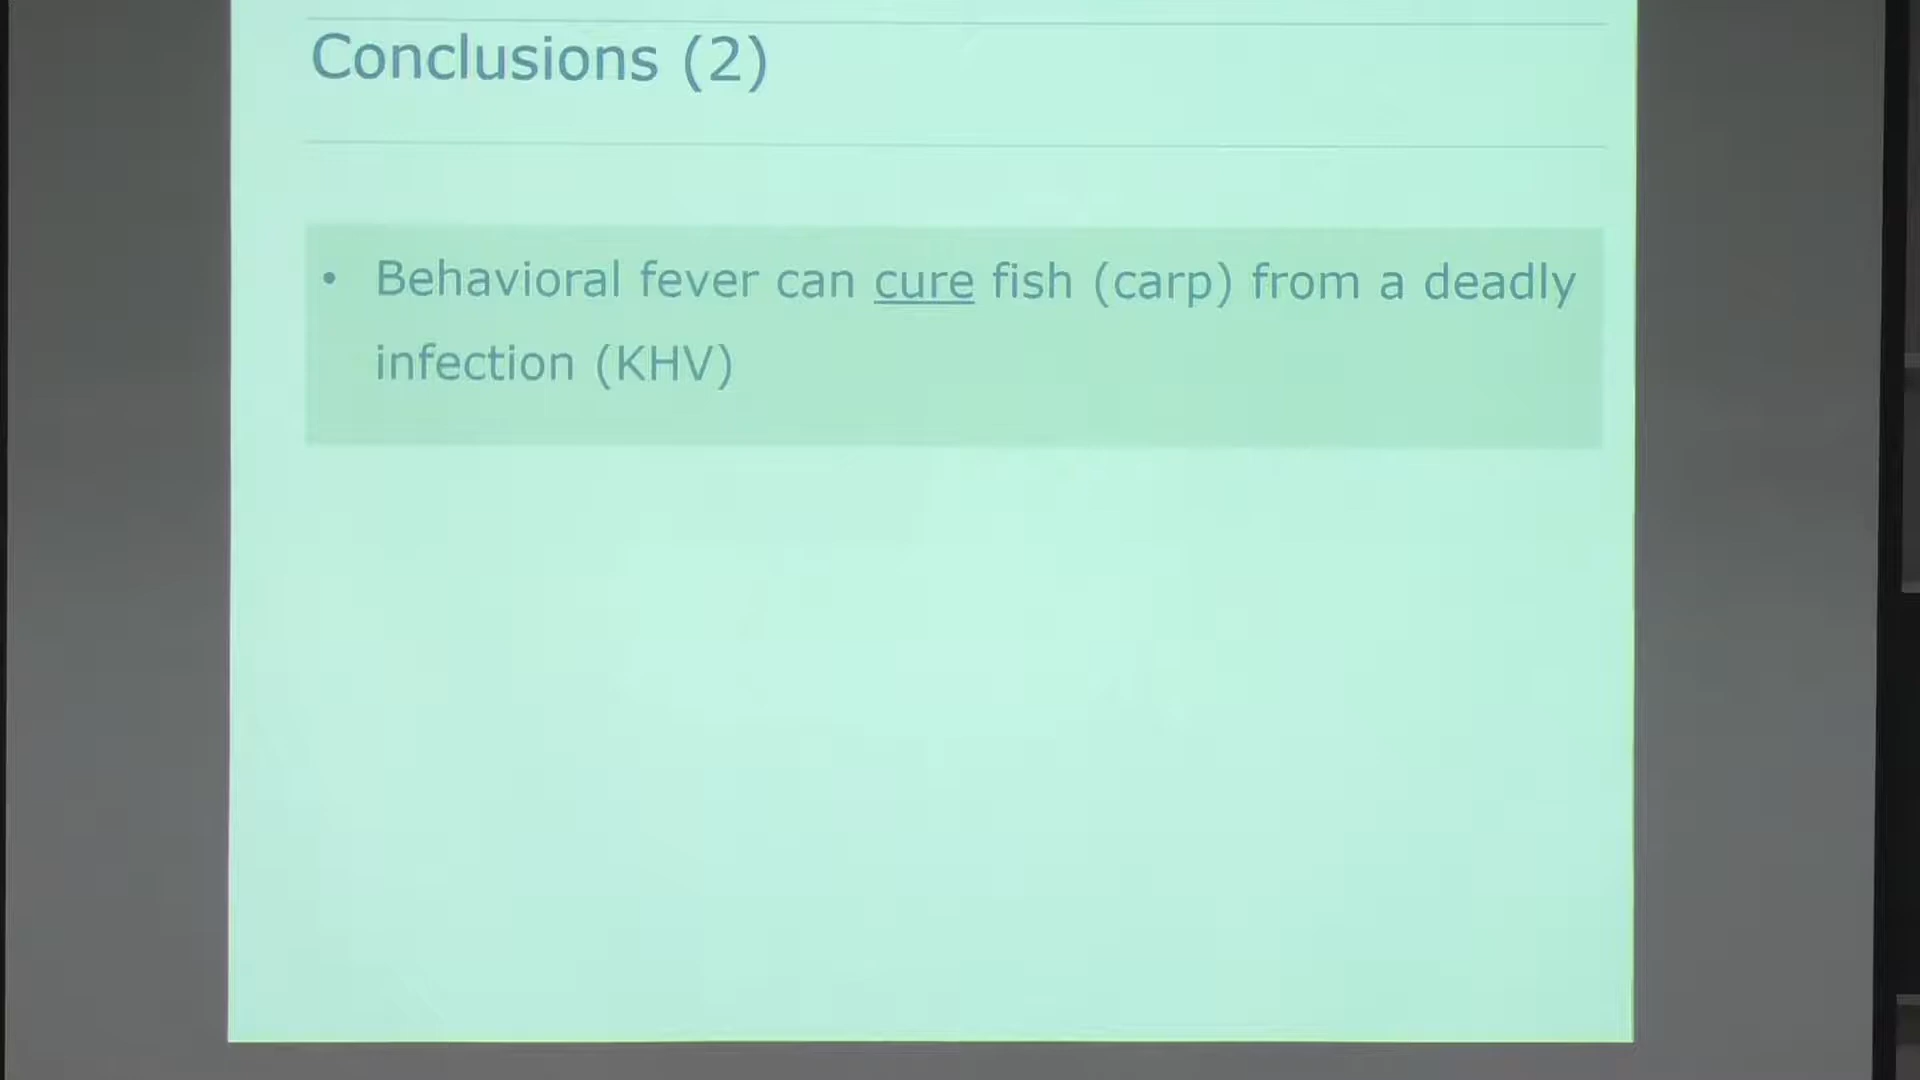 Conclusions (2)
• Behavioral fever can cure fish (carp) from a deadly
infection (KHV)